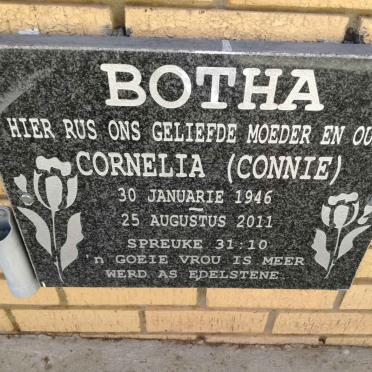 BOTHA
HIER RUS ONS GELIEFDE MOEDER EN OU
CORNELIA (CONNIE)
30 JANUARIE 1946
–
25 AUGUSTUS 2011
SPREUKE 31:10
'n GOEIE VROU IS MEER
WERD AS EDELSTENE